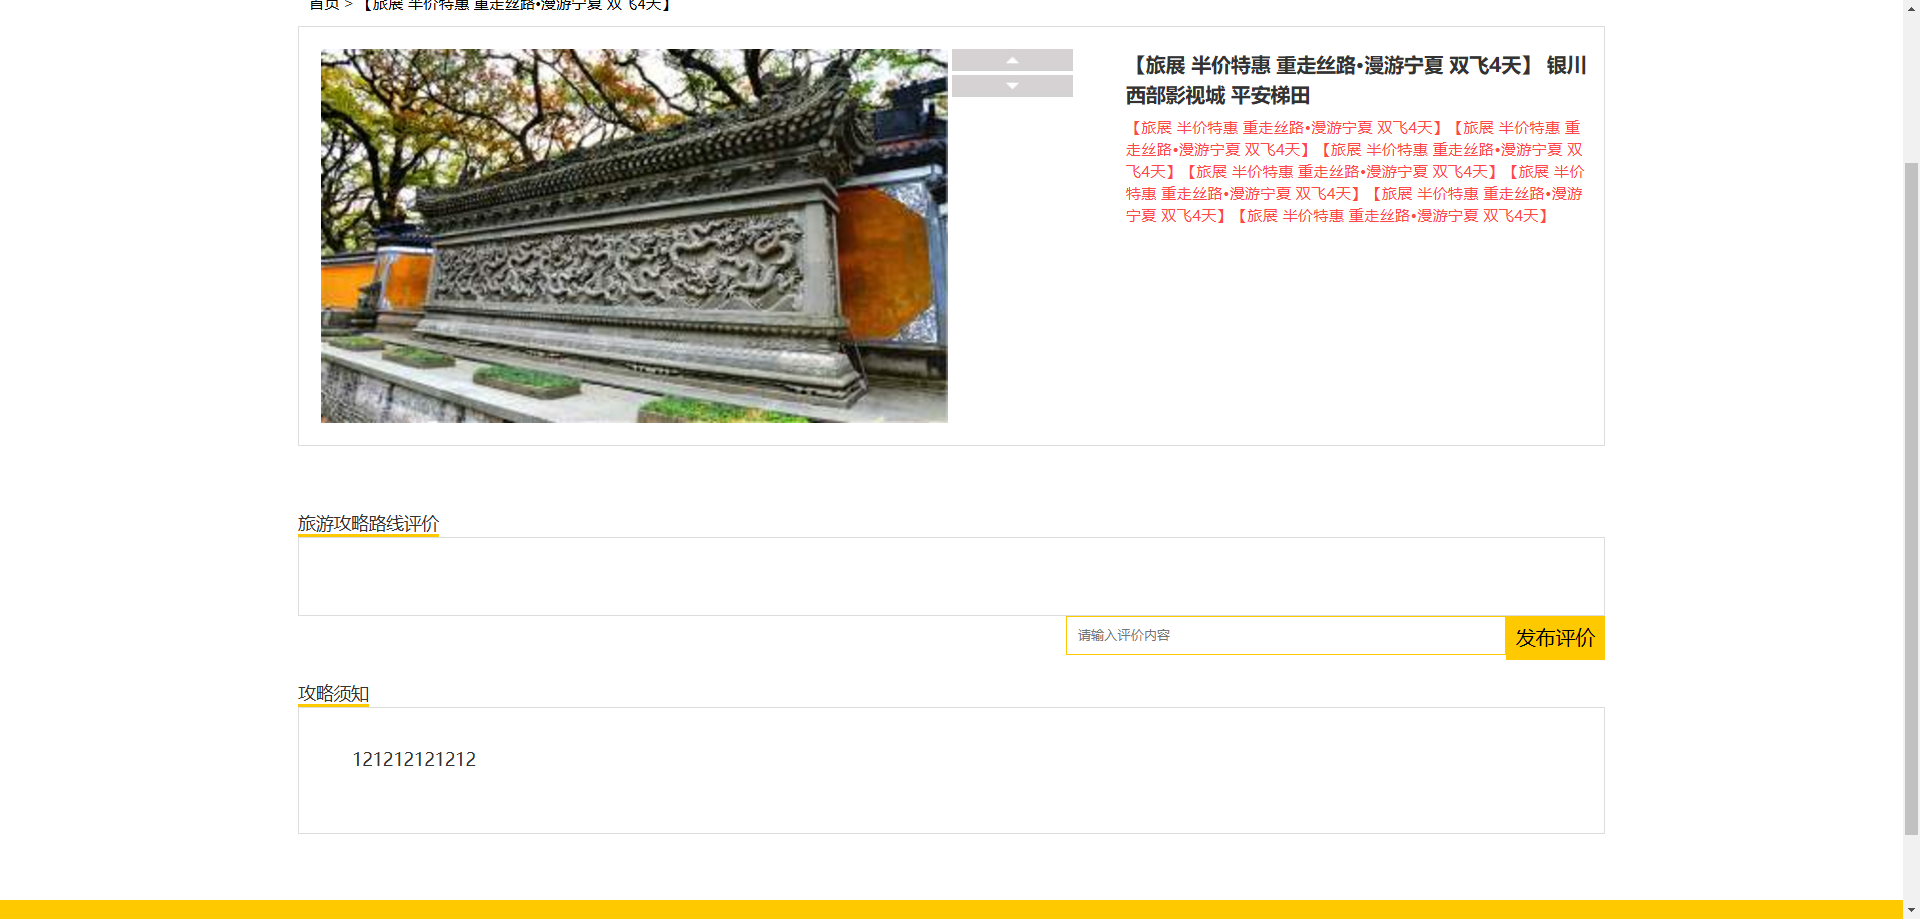 首页 > 【旅展 半价特惠 重走丝路•漫游宁夏 双飞4天】
【旅展 半价特惠 重走丝路•漫游宁夏 双飞4天】 银川
西部影视城 平安梯田
【旅展 半价特惠 重走丝路•漫游宁夏 双飞4天】【旅展 半价特惠 重
走丝路•漫游宁夏 双飞4天】【旅展 半价特惠 重走丝路•漫游宁夏 双
飞4天】【旅展 半价特惠 重走丝路•漫游宁夏 双飞4天】【旅展 半价
特惠 重走丝路•漫游宁夏 双飞4天】【旅展 半价特惠 重走丝路•漫游
宁夏 双飞4天】【旅展 半价特惠 重走丝路•漫游宁夏 双飞4天】
旅游攻略路线评价
请输入评价内容
发布评价
攻略须知
121212121212